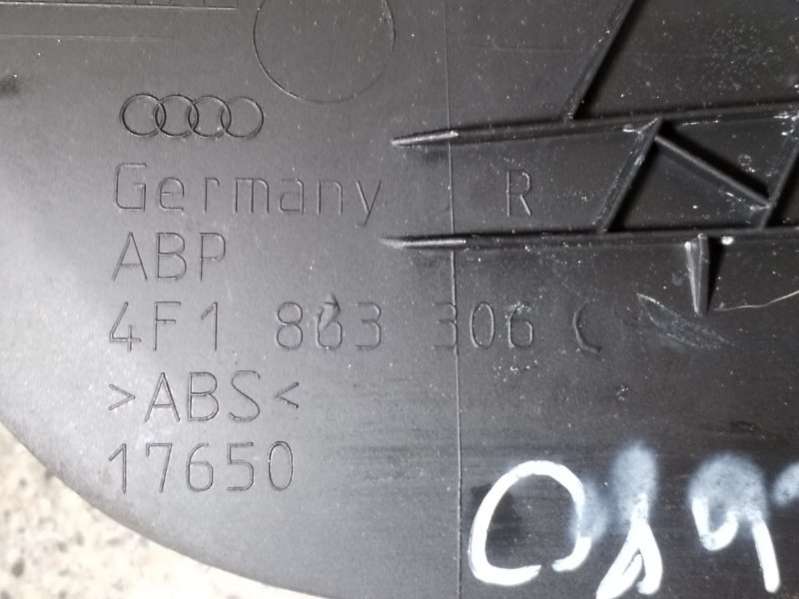 Germany R
ABP
4F1 863 306 C
>ABS<
17650